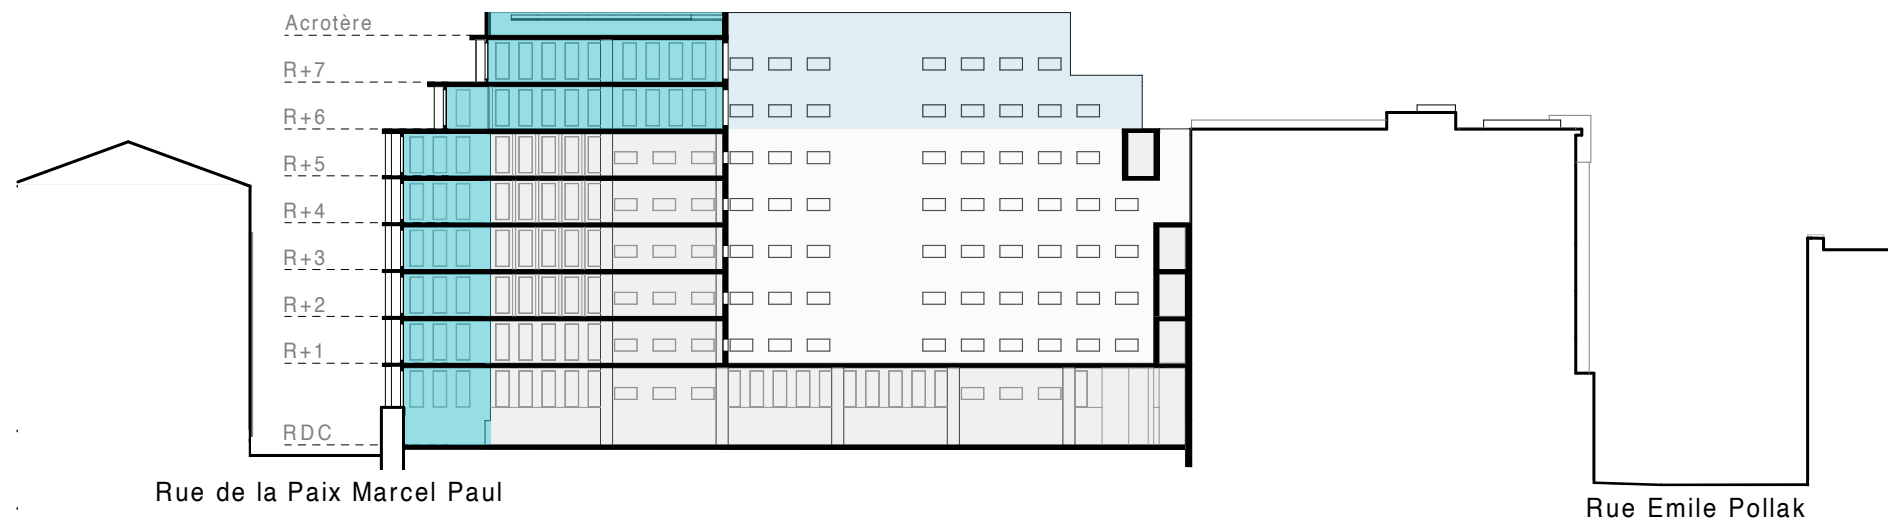 Acrotère
R+7
R+6
R+5
R+4
R+3
R+2
R+1
RDC
Rue de la Paix Marcel Paul
Rue Emile Pollak